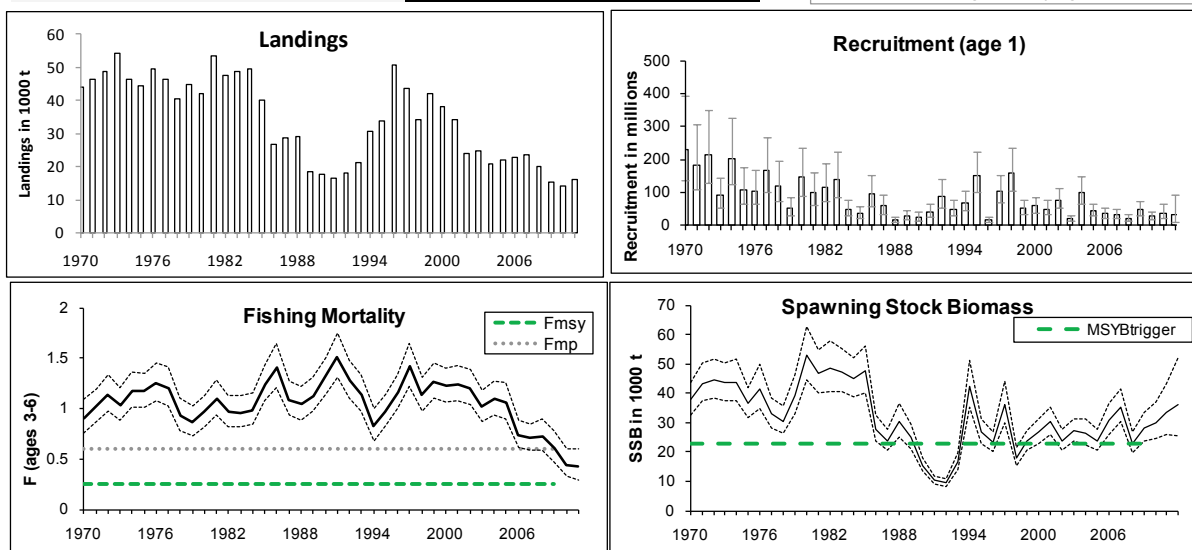 Landings
Landings in 1000 t
60
50
40
30
20
10
0
1970 1976 1982 1988 1994 2000 2006
Recruitment (age 1)
Recruitment in millions
500
400
300
200
100
0
1970 1976 1982 1988 1994 2000 2006
Fishing Mortality
Fmsy
Fmp
F (ages 3-6)
2
1.5
1
0.5
0
1970 1976 1982 1988 1994 2000 2006
Spawning Stock Biomass
MSYBtrigger
SSB in 1000 t
70
60
50
40
30
20
10
0
1970 1976 1982 1988 1994 2000 2006